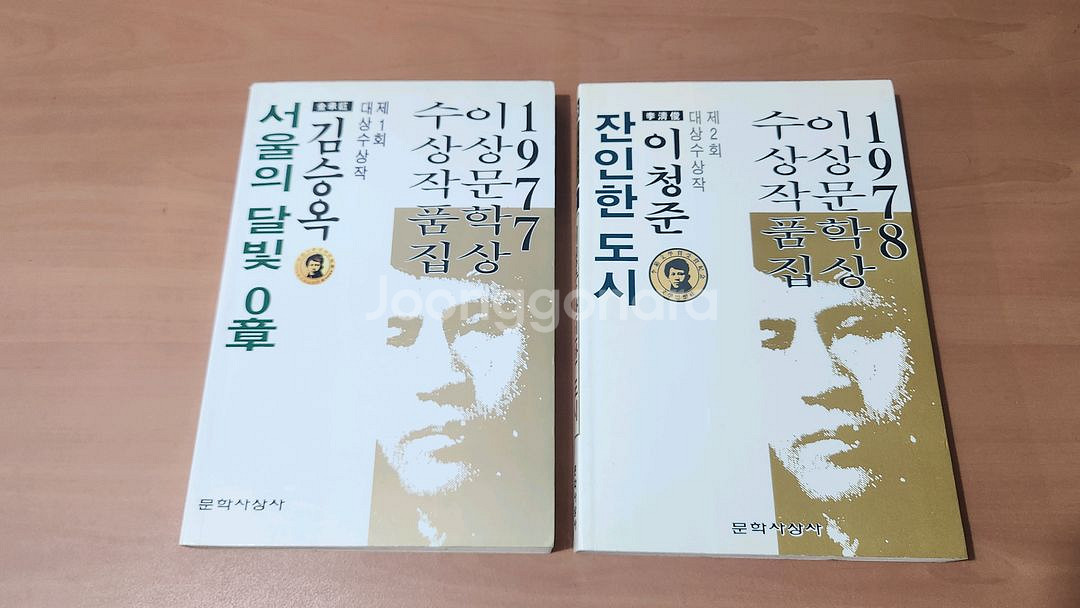 1977
이상문학상
수상작품집
제1회
대상수상작
金承鈺
김승옥
서울의 달빛 0章
문학사상사
1978
이상문학상
수상작품집
제2회
대상수상작
李淸俊
이청준
잔인한 도시
문학사상사
Joonggonara